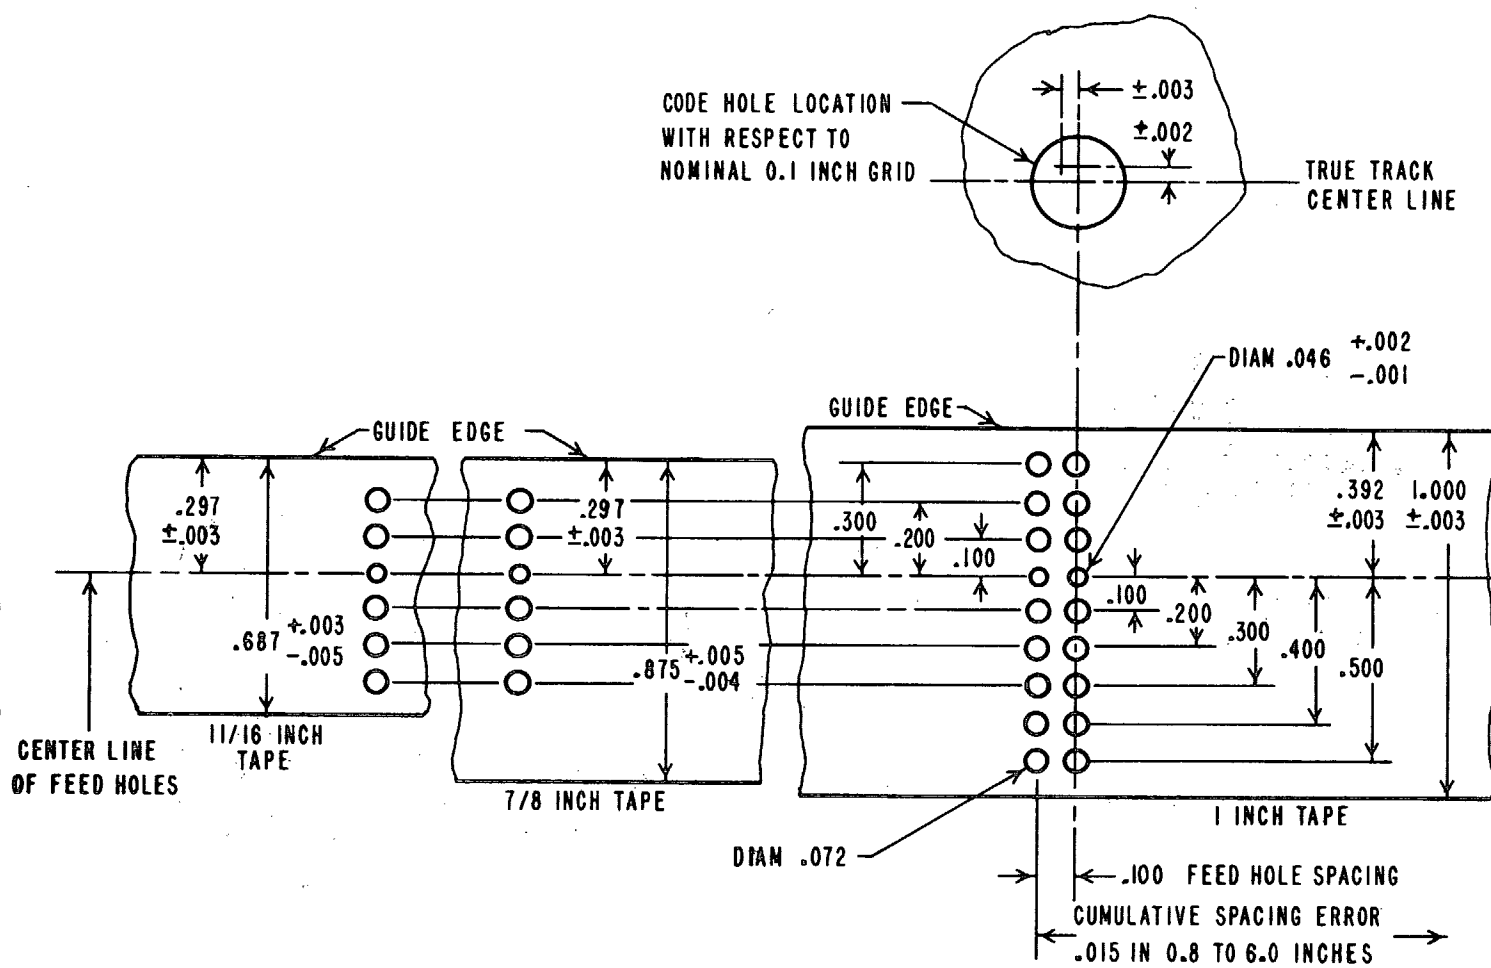 CODE HOLE LOCATION
WITH RESPECT TO
NOMINAL 0.1 INCH GRID
±.003
±.002
TRUE TRACK
CENTER LINE
DIAM .046 +.002
-.001
GUIDE EDGE
GUIDE EDGE
.297
±.003
.687 +.003
-.005
.297
±.003
.875 +.005
-.004
.300
.200
.100
.100
.200
.300
.400
.500
.392
±.003
1.000
±.003
CENTER LINE
OF FEED HOLES
11/16 INCH
TAPE
7/8 INCH TAPE
1 INCH TAPE
DIAM .072
.100 FEED HOLE SPACING
CUMULATIVE SPACING ERROR
.015 IN 0.8 TO 6.0 INCHES